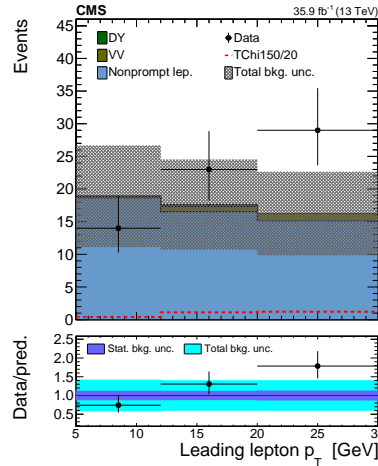 CMS 35.9 fb⁻¹ (13 TeV)
Events
DY Data
VV TChi150/20
Nonprompt lep. Total bkg. unc.
45
40
35
30
25
20
15
10
5
0
Data/pred.
2.5
2.0
1.5
1.0
0.5
Stat. bkg. unc. Total bkg. unc.
5 10 15 20 25 30
Leading lepton p_T [GeV]